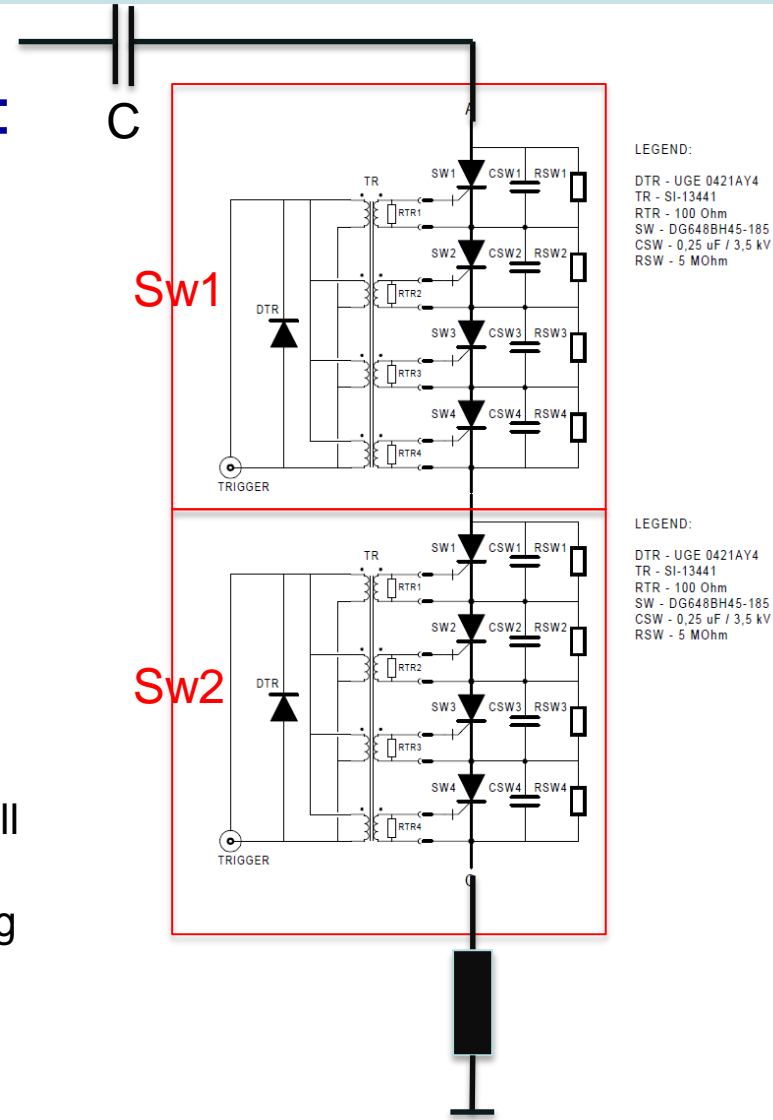 :
C
A
LEGEND:
DTR - UGE 0421AY4
TR - SI-13441
RTR - 100 Ohm
SW - DG648BH45-185
CSW - 0,25 uF / 3,5 kV
RSW - 5 MOhm
Sw1
TR
SW1 CSW1 RSW1
RTR1
SW2 CSW2 RSW2
RTR2
DTR
SW3 CSW3 RSW3
RTR3
SW4 CSW4 RSW4
RTR4
TRIGGER
LEGEND:
DTR - UGE 0421AY4
TR - SI-13441
RTR - 100 Ohm
SW - DG648BH45-185
CSW - 0,25 uF / 3,5 kV
RSW - 5 MOhm
Sw2
TR
SW1 CSW1 RSW1
RTR1
SW2 CSW2 RSW2
RTR2
DTR
SW3 CSW3 RSW3
RTR3
SW4 CSW4 RSW4
RTR4
TRIGGER
ll
g